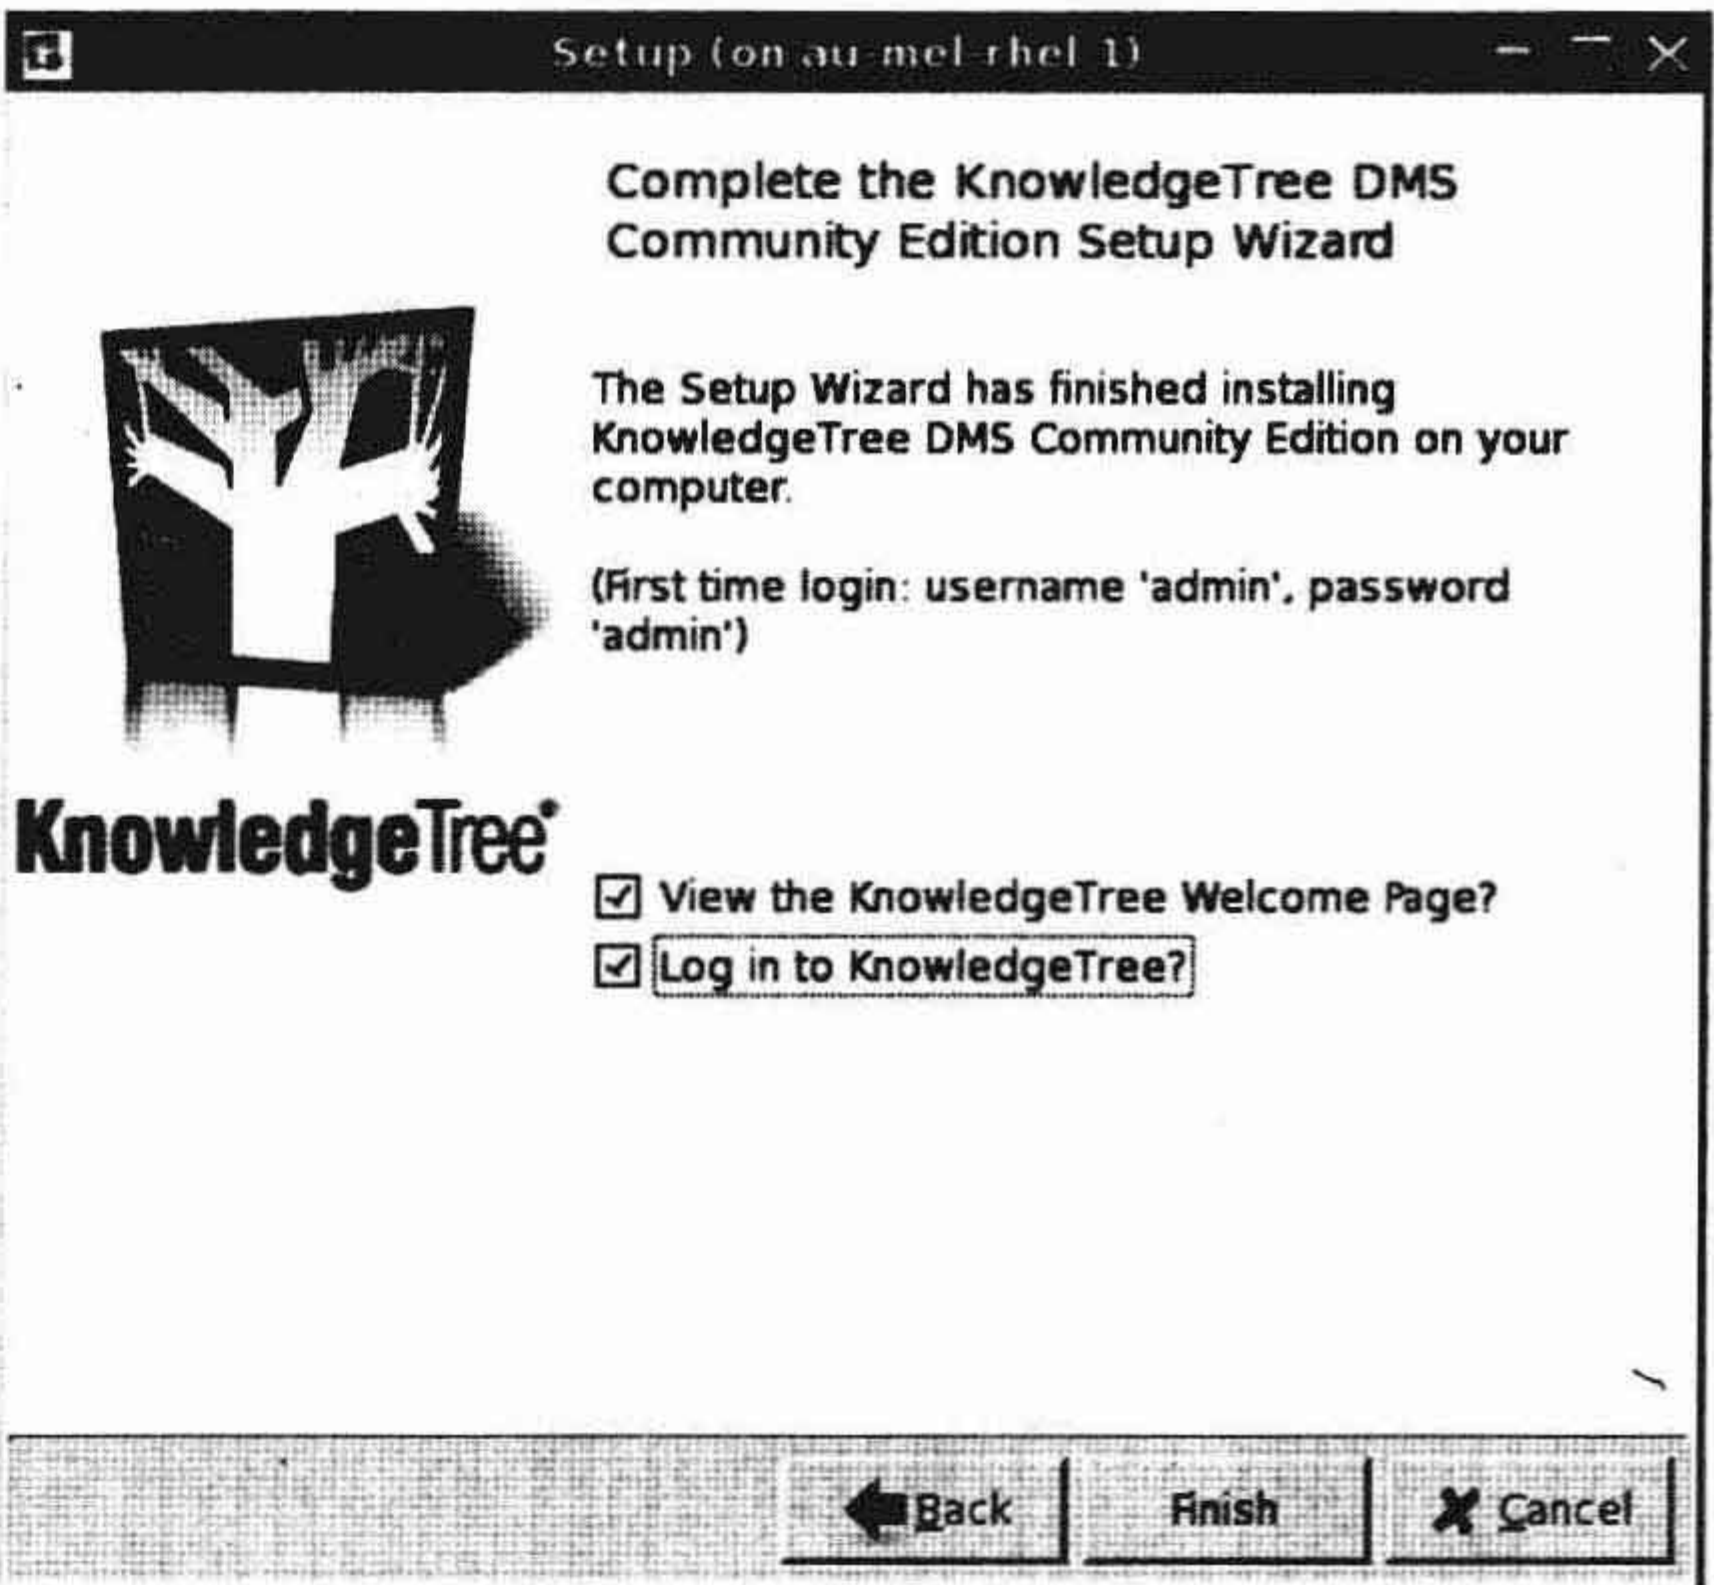 Setup (on au-mel-rhel-1)
Complete the KnowledgeTree DMS
Community Edition Setup Wizard
The Setup Wizard has finished installing
KnowledgeTree DMS Community Edition on your
computer.
(First time login: username 'admin', password
'admin')
KnowledgeTree
View the KnowledgeTree Welcome Page?
Log in to KnowledgeTree?
Back Finish Cancel